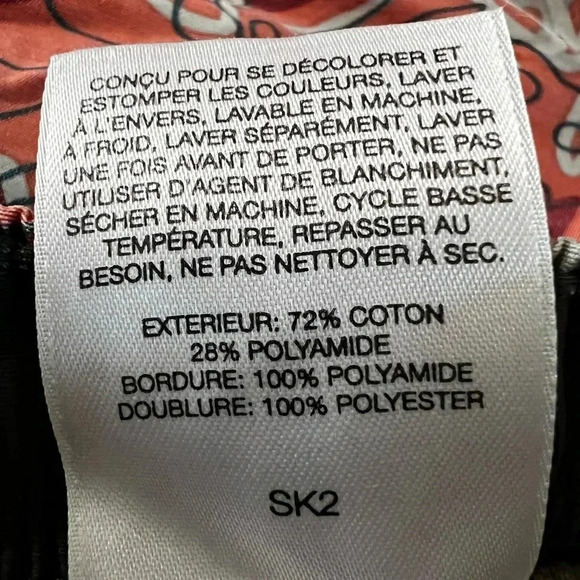 CONÇU POUR SE DÉCOLORER ET
ESTOMPER LES COULEURS, LAVER
À L'ENVERS, LAVABLE EN MACHINE,
À FROID, LAVER SÉPARÉMENT, LAVER
UNE FOIS AVANT DE PORTER, NE PAS
UTILISER D'AGENT DE BLANCHIMENT,
SÉCHER EN MACHINE, CYCLE BASSE
TEMPÉRATURE, REPASSER AU
BESOIN, NE PAS NETTOYER À SEC.
EXTERIEUR: 72% COTON
28% POLYAMIDE
BORDURE: 100% POLYAMIDE
DOUBLURE: 100% POLYESTER
SK2